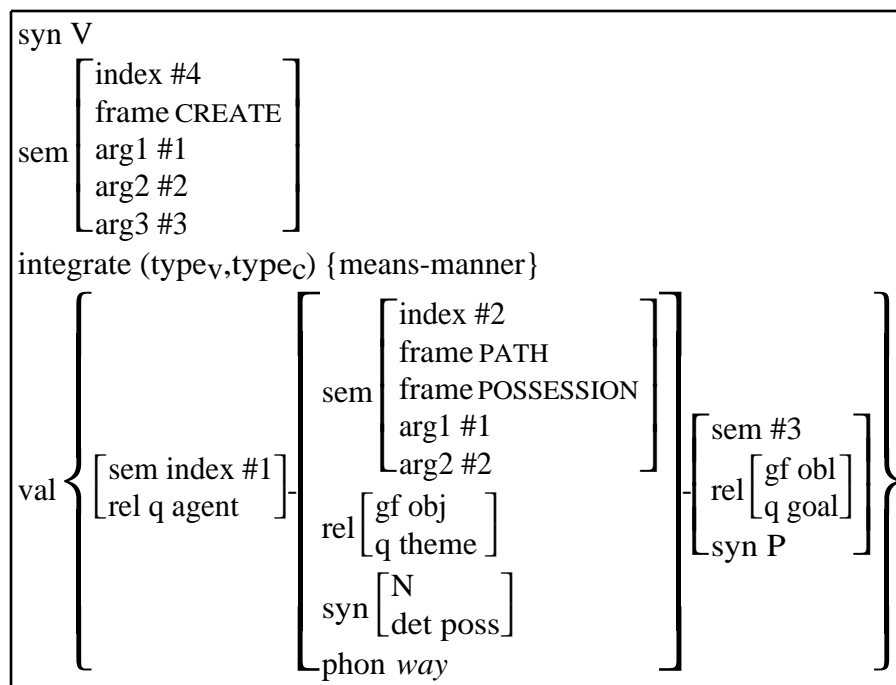 syn V
sem [index #4
frame CREATE
arg1 #1
arg2 #2
arg3 #3]
integrate (typev,typec) {means-manner}
val { [sem index #1
rel q agent]
-
[sem [index #2
frame PATH
frame POSSESSION
arg1 #1
arg2 #2]
rel [gf obj
q theme]
syn [N
det poss]
phon way]
-
[sem #3
rel [gf obl
q goal]
syn P] }